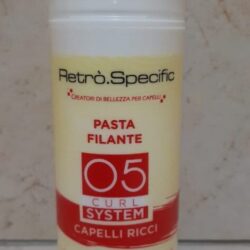 Retrò.Specific
CREATORI DI BELLEZZA PER CAPELLI
PASTA
FILANTE
05
CURL
SYSTEM
CAPELLI RICCI